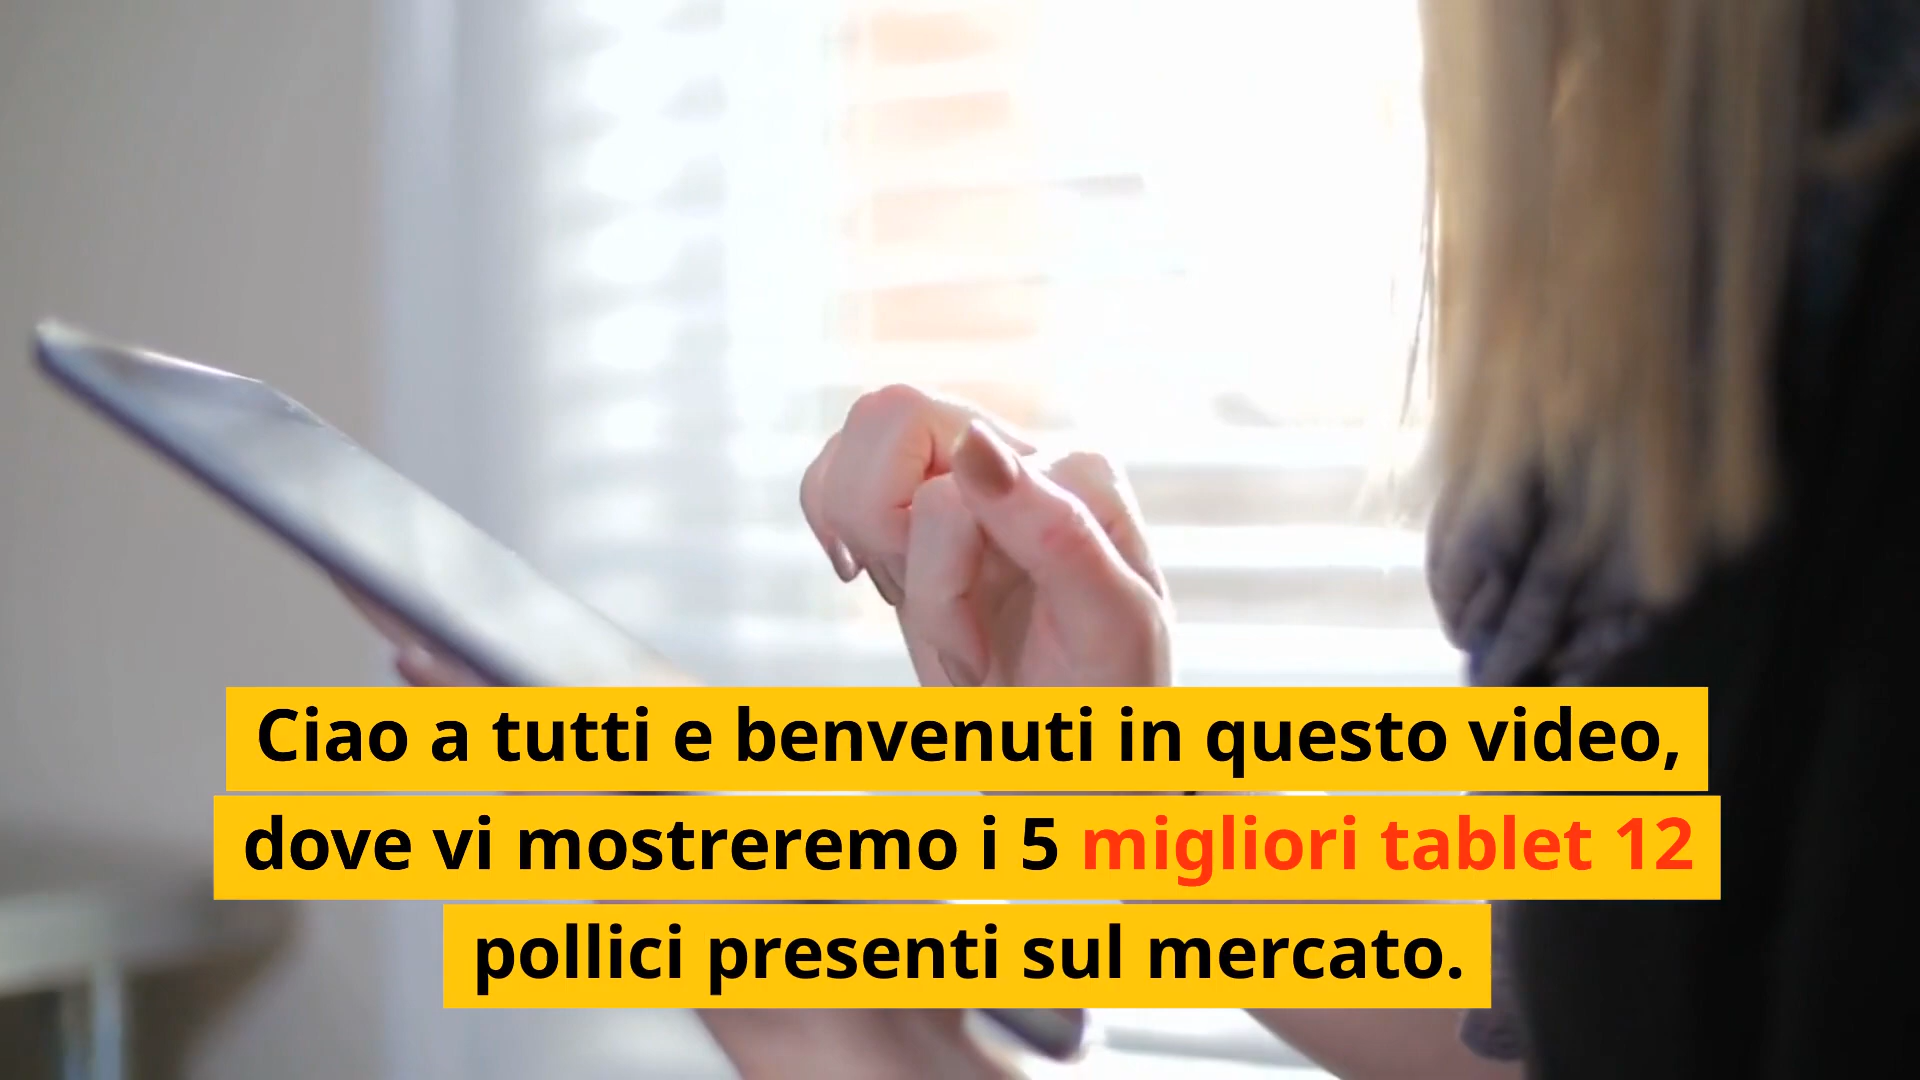 Ciao a tutti e benvenuti in questo video,
dove vi mostreremo i 5 migliori tablet 12
pollici presenti sul mercato.